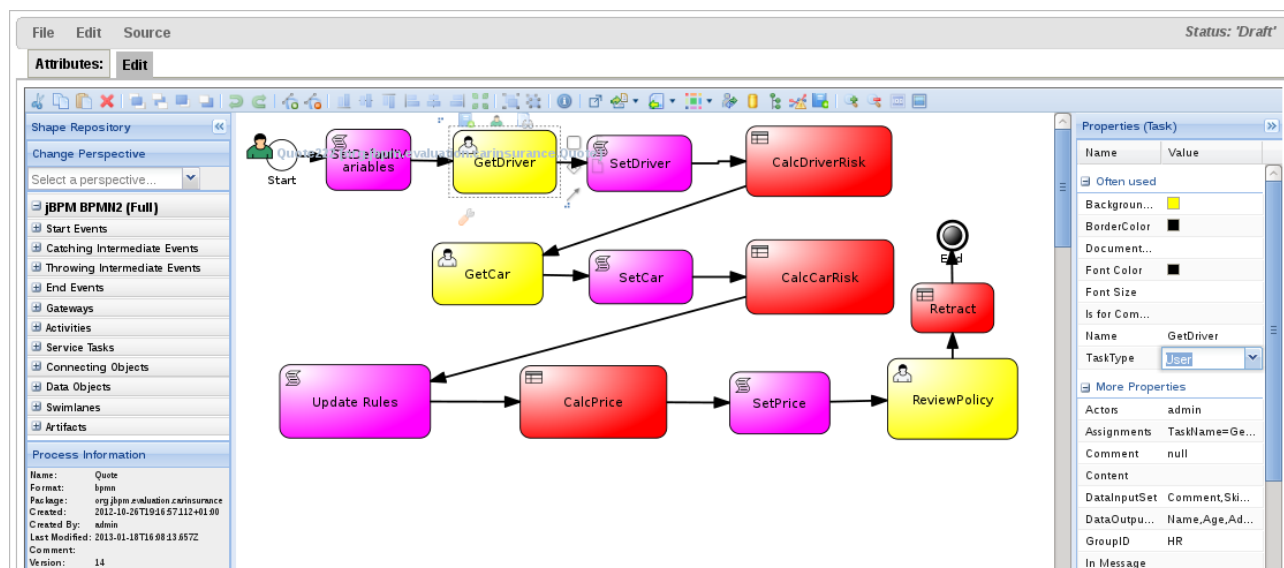 File Edit Source Status: 'Draft'
Attributes: Edit
Shape Repository
Change Perspective
Select a perspective...
jBPM BPMN2 (Full)
Start Events
Catching Intermediate Events
Throwing Intermediate Events
End Events
Gateways
Activities
Service Tasks
Connecting Objects
Data Objects
Swimlanes
Artifacts
Process Information
Name: Quote
Format: bpmn
Package: org.jbpm.evaluation.carinsurance
Created: 2012-10-26T19:16:57.112+01:00
Created By: admin
Last Modified: 2013-01-18T16:08:13.657Z
Comment:
Version: 14
Start
ariables
GetDriver
SetDriver
CalcDriverRisk
GetCar
SetCar
CalcCarRisk
End
Retract
Update Rules
CalcPrice
SetPrice
ReviewPolicy
Properties (Task)
Name Value
Often used
Backgroun...
BorderColor
Document...
Font Color
Font Size
Is for Com...
Name GetDriver
TaskType User
More Properties
Actors admin
Assignments TaskName=Ge...
Comment null
Content
DataInputSet Comment,Ski...
DataOutpu... Name,Age,Ad...
GroupID HR
In Message